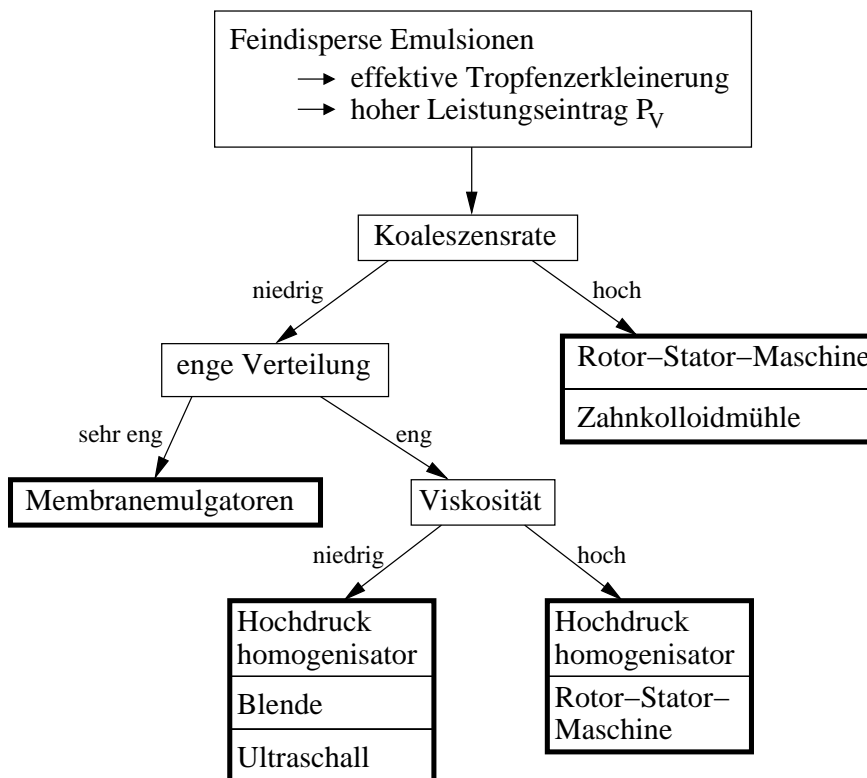 Feindisperse Emulsionen
→ effektive Tropfenzerkleinerung
→ hoher Leistungseintrag P_V
Koaleszensrate
niedrig
hoch
enge Verteilung
Rotor–Stator–Maschine
Zahnkolloidmühle
sehr eng
eng
Membranemulgatoren
Viskosität
niedrig
hoch
Hochdruck
homogenisator
Blende
Ultraschall
Hochdruck
homogenisator
Rotor–Stator–
Maschine